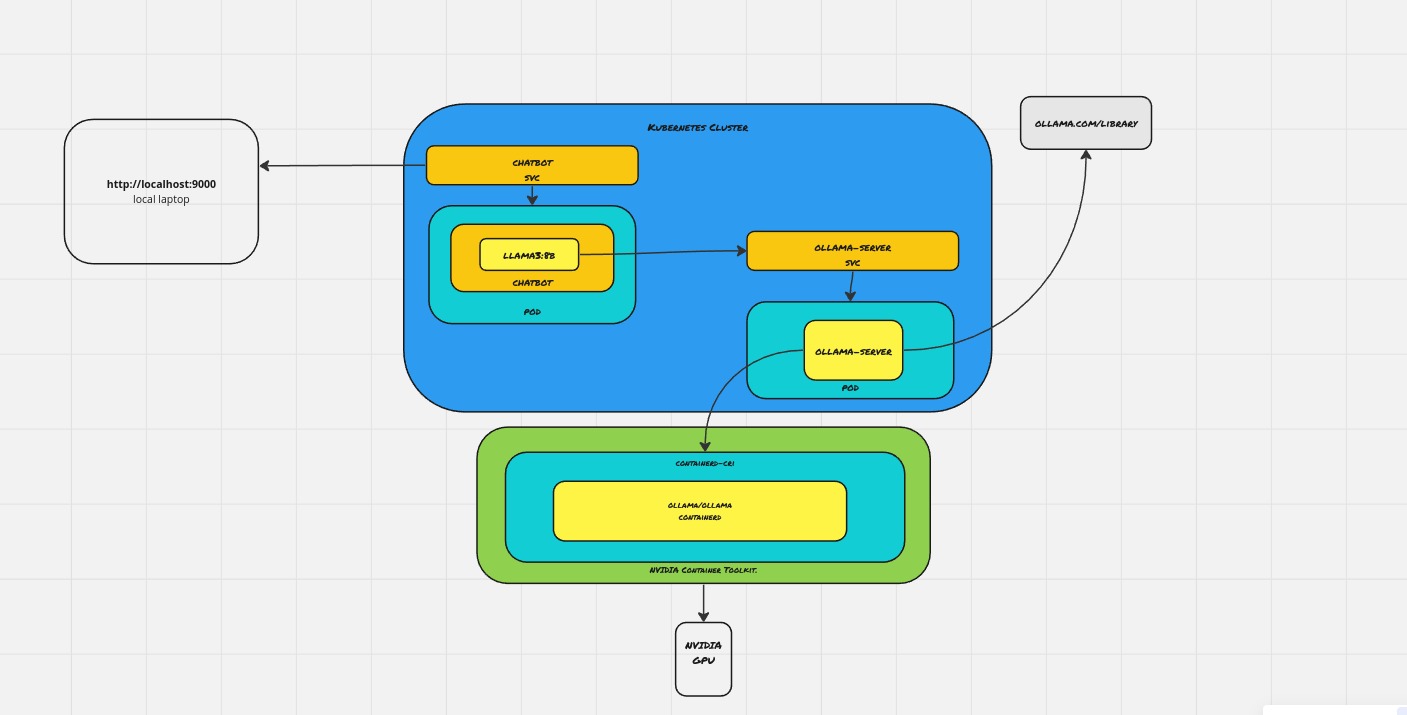 Kubernetes Cluster
OLLAMA.COM/LIBRARY
CHATBOT
SVC
http://localhost:9000
local laptop
LLAMA3:8B
CHATBOT
POD
OLLAMA-SERVER
SVC
OLLAMA-SERVER
POD
CONTAINERD-CRI
OLLAMA/OLLAMA
CONTAINERD
NVIDIA Container Toolkit.
NVIDIA
GPU